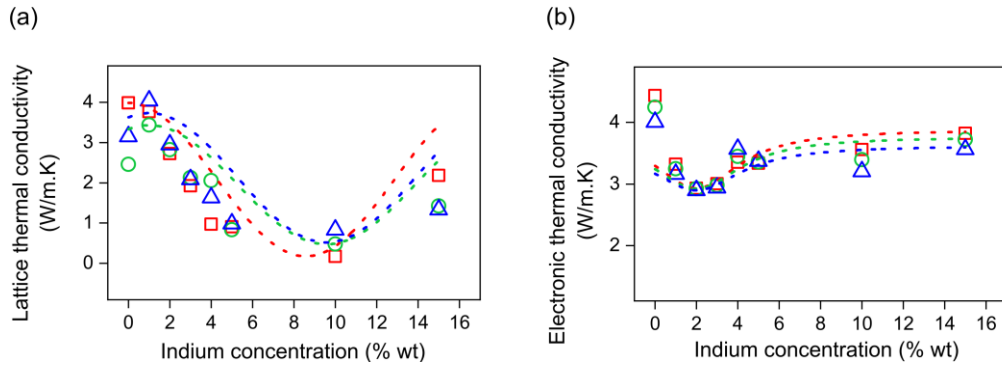 (a)
Lattice thermal conductivity
(W/m.K)
4
3
2
1
0
0 2 4 6 8 10 12 14 16
Indium concentration (% wt)
(b)
Electronic thermal conductivity
(W/m.K)
4
3
2
0 2 4 6 8 10 12 14 16
Indium concentration (% wt)